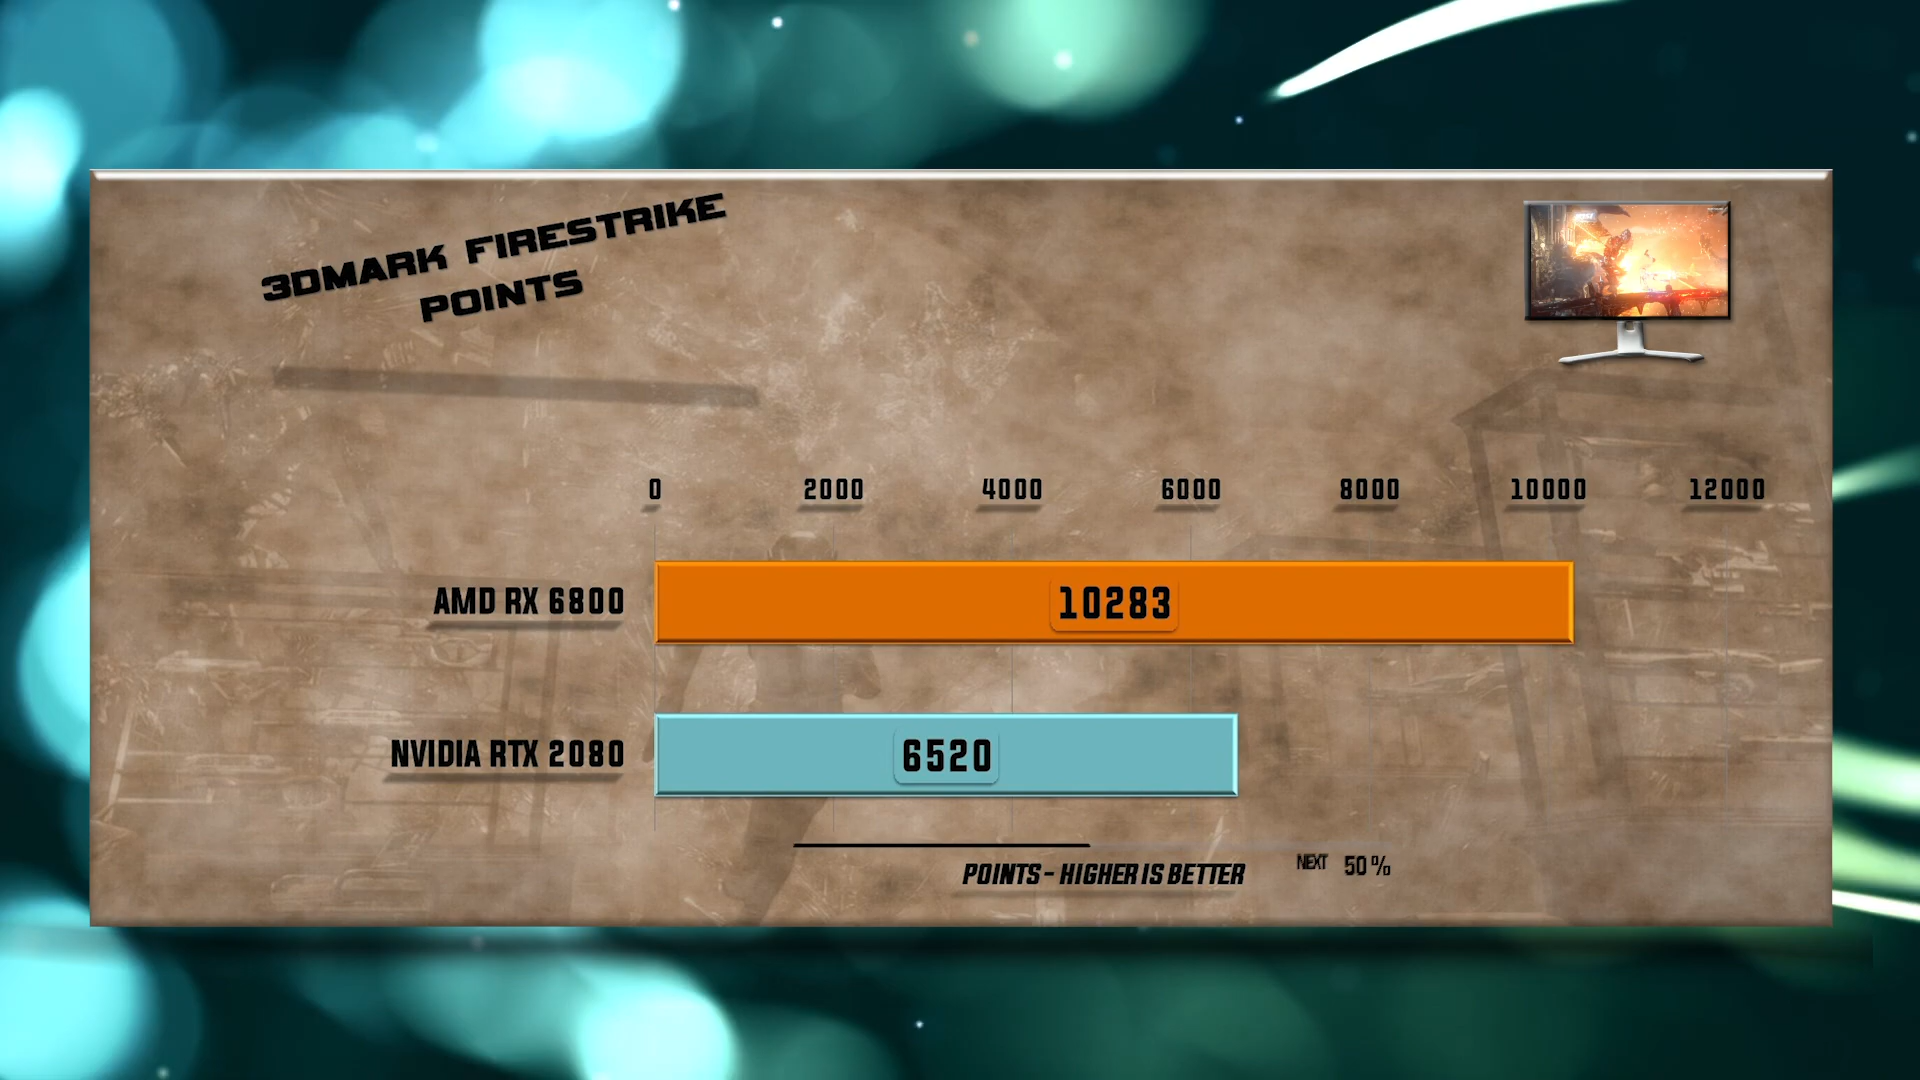 3DMARK FIRESTRIKE
POINTS
0 2000 4000 6000 8000 10000 12000
AMD RX 6800 10283
NVIDIA RTX 2080 6520
POINTS - HIGHER IS BETTER
NEXT 50 %